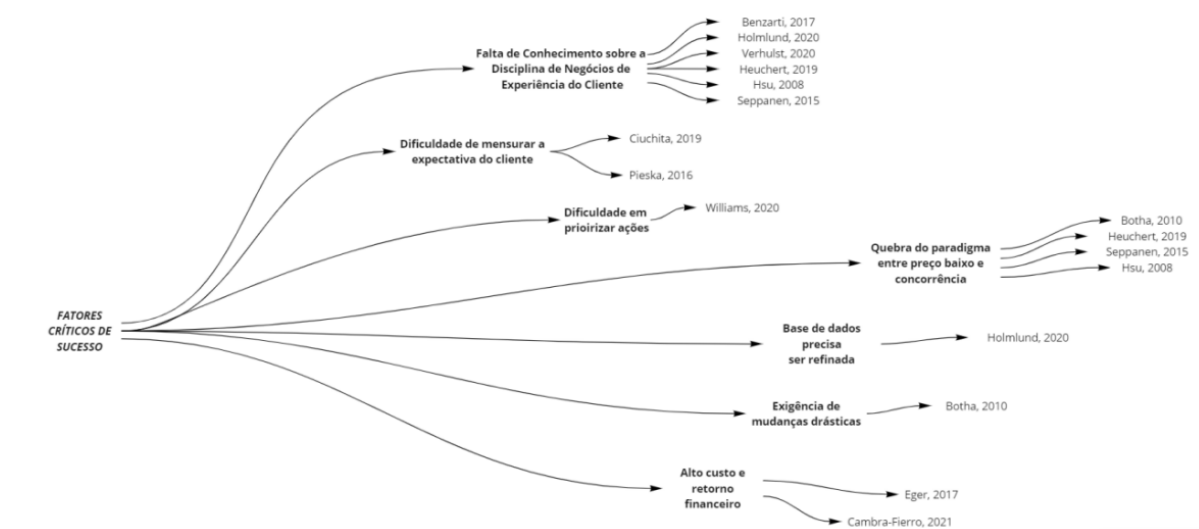 FATORES
CRÍTICOS DE
SUCESSO
Falta de Conhecimento sobre a
Disciplina de Negócios de
Experiência do Cliente
Benzarti, 2017
Holmlund, 2020
Verhulst, 2020
Heuchert, 2019
Hsu, 2008
Seppanen, 2015
Dificuldade de mensurar a
expectativa do cliente
Ciuchita, 2019
Pieska, 2016
Dificuldade em
prioirizar ações
Williams, 2020
Quebra do paradigma
entre preço baixo e
concorrência
Botha, 2010
Heuchert, 2019
Seppanen, 2015
Hsu, 2008
Base de dados
precisa
ser refinada
Holmlund, 2020
Exigência de
mudanças drásticas
Botha, 2010
Alto custo e
retorno
financeiro
Eger, 2017
Cambra-Fierro, 2021